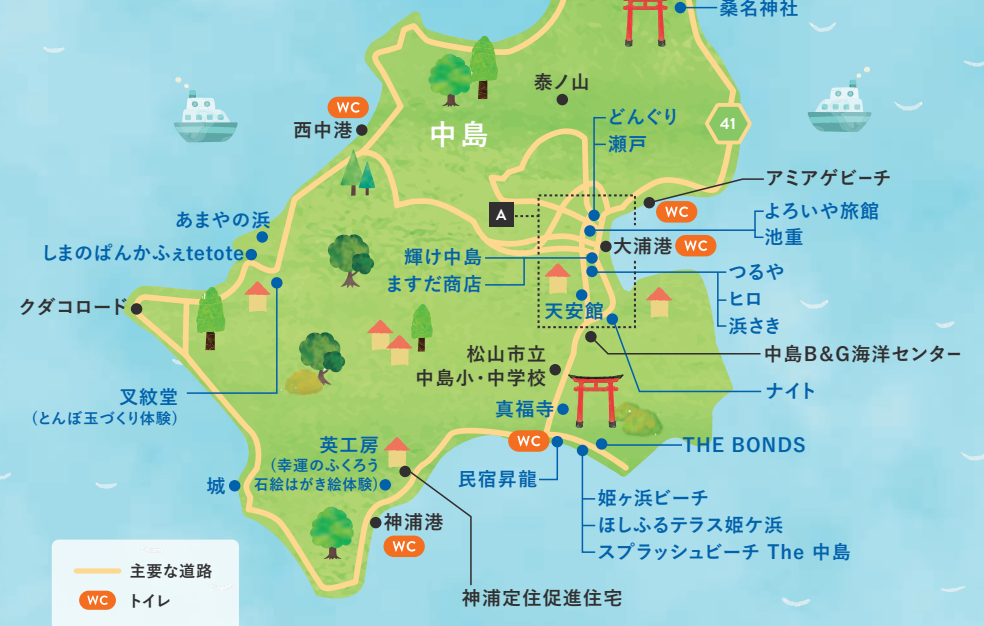 桑名神社
泰ノ山
WC
西中港
中島
どんぐり
瀬戸
41
アミアゲビーチ
WC
A
よろいや旅館
池重
あまやの浜
しまのぱんかふぇtetote
大浦港 WC
輝け中島
ますだ商店
つるや
ヒロ
浜さき
クダコロード
天安館
松山市立
中島小・中学校
中島B&G海洋センター
ナイト
叉紋堂
(とんぼ玉づくり体験)
真福寺
WC
THE BONDS
英工房
(幸運のふくろう
石絵はがき絵体験)
民宿昇龍
城
姫ヶ浜ビーチ
ほしふるテラス姫ケ浜
スプラッシュビーチ The 中島
神浦港
WC
神浦定住促進住宅
主要な道路
WC トイレ